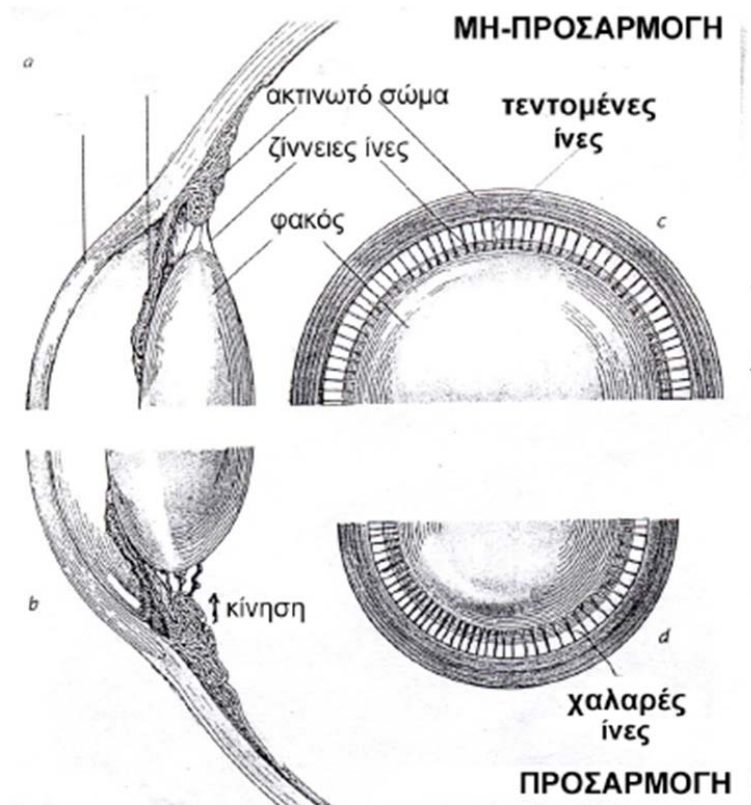 ΜΗ-ΠΡΟΣΑΡΜΟΓΗ
a
ακτινωτό σώμα
τεντομένες
ίνες
ζίννειες ίνες
φακός
c
b
κίνηση
d
χαλαρές
ίνες
ΠΡΟΣΑΡΜΟΓΗ